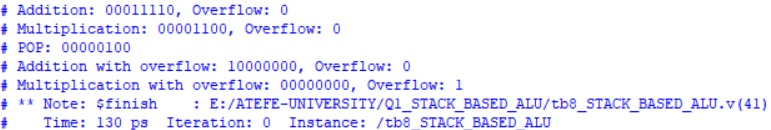 # Addition: 00011110, Overflow: 0
# Multiplication: 00001100, Overflow: 0
# POP: 00000100
# Addition with overflow: 10000000, Overflow: 0
# Multiplication with overflow: 00000000, Overflow: 1
# ** Note: $finish    : E:/ATEFE-UNIVERSITY/Q1_STACK_BASED_ALU/tb8_STACK_BASED_ALU.v(41)
#    Time: 130 ps  Iteration: 0  Instance: /tb8_STACK_BASED_ALU